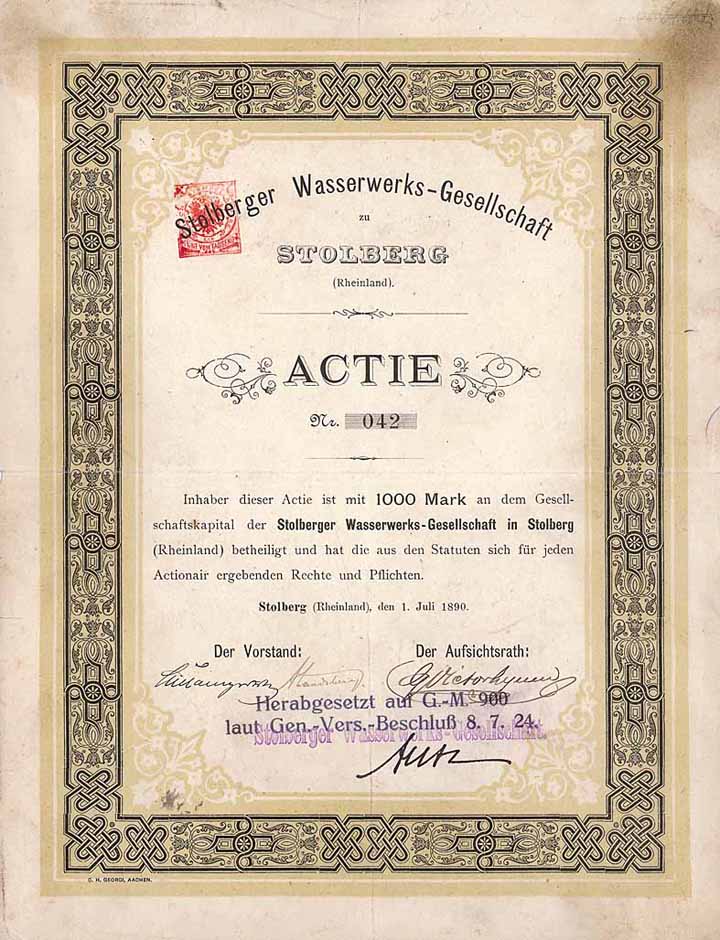 Stolberger Wasserwerks-Gesellschaft
zu
STOLBERG
(Rheinland).
ACTIE
Nr. 042
Inhaber dieser Actie ist mit 1000 Mark an dem Gesell-
schaftskapital der Stolberger Wasserwerks-Gesellschaft in Stolberg
(Rheinland) betheiligt und hat die aus den Statuten sich für jeden
Actionair ergebenden Rechte und Pflichten.
Stolberg (Rheinland), den 1. Juli 1890.
Der Vorstand: Der Aufsichtsrath:
Herabgesetzt auf G.-M. 900
laut Gen.-Vers.-Beschluß 8. 7. 24.
Stolberger Wasserwerks-Gesellschaft.
C. H. GEORGI, AACHEN.